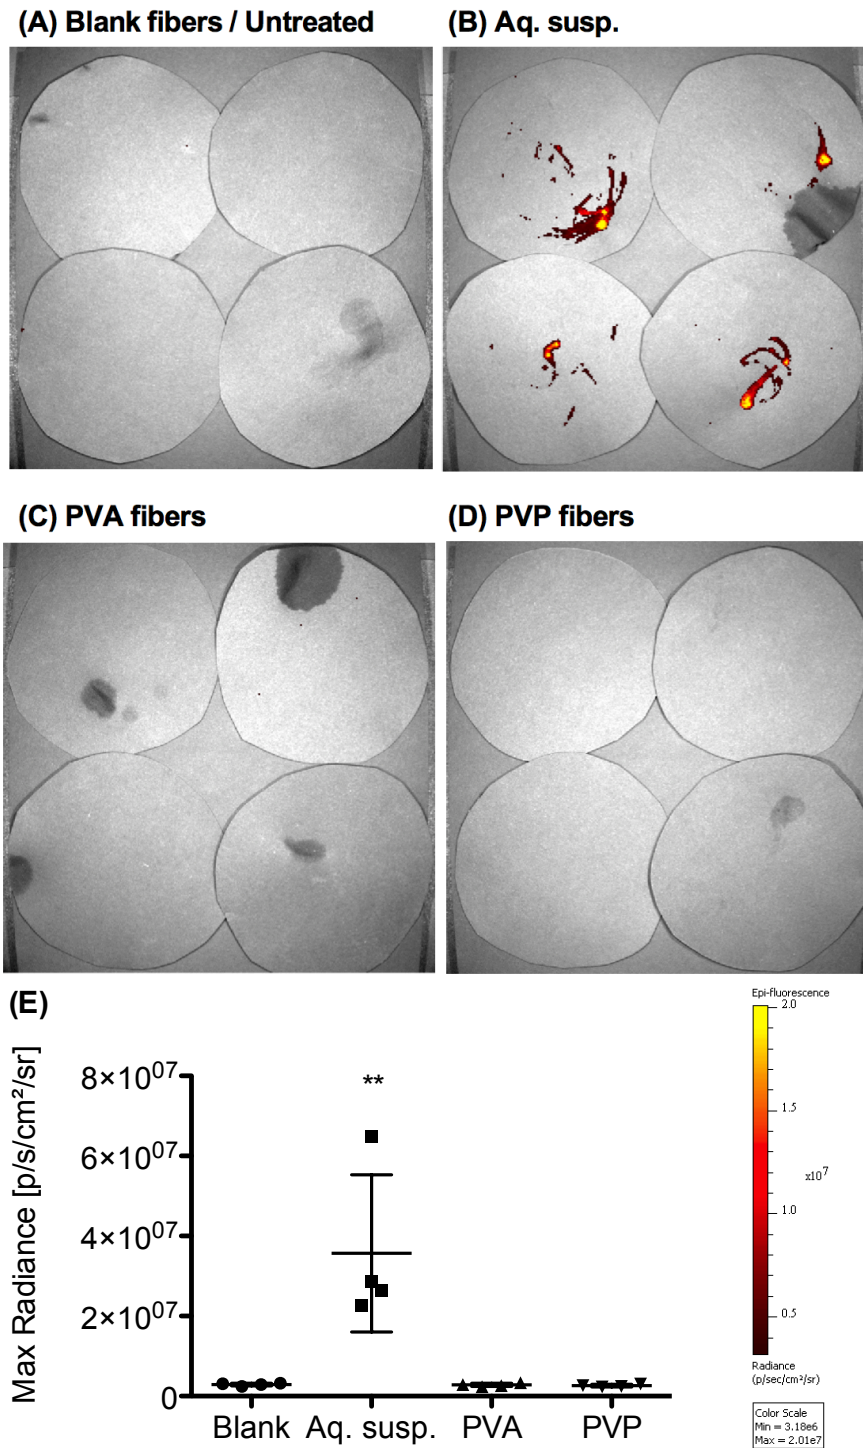 (A) Blank fibers / Untreated
(B) Aq. susp.
(C) PVA fibers
(D) PVP fibers
(E)
Max Radiance [p/s/cm²/sr]
8×10⁰⁷
6×10⁰⁷
4×10⁰⁷
2×10⁰⁷
0
**
Blank Aq. susp. PVA PVP
Epi-fluorescence
2.0
1.5
x10⁷
1.0
0.5
Radiance
(p/sec/cm²/sr)
Color Scale
Min = 3.18e6
Max = 2.01e7